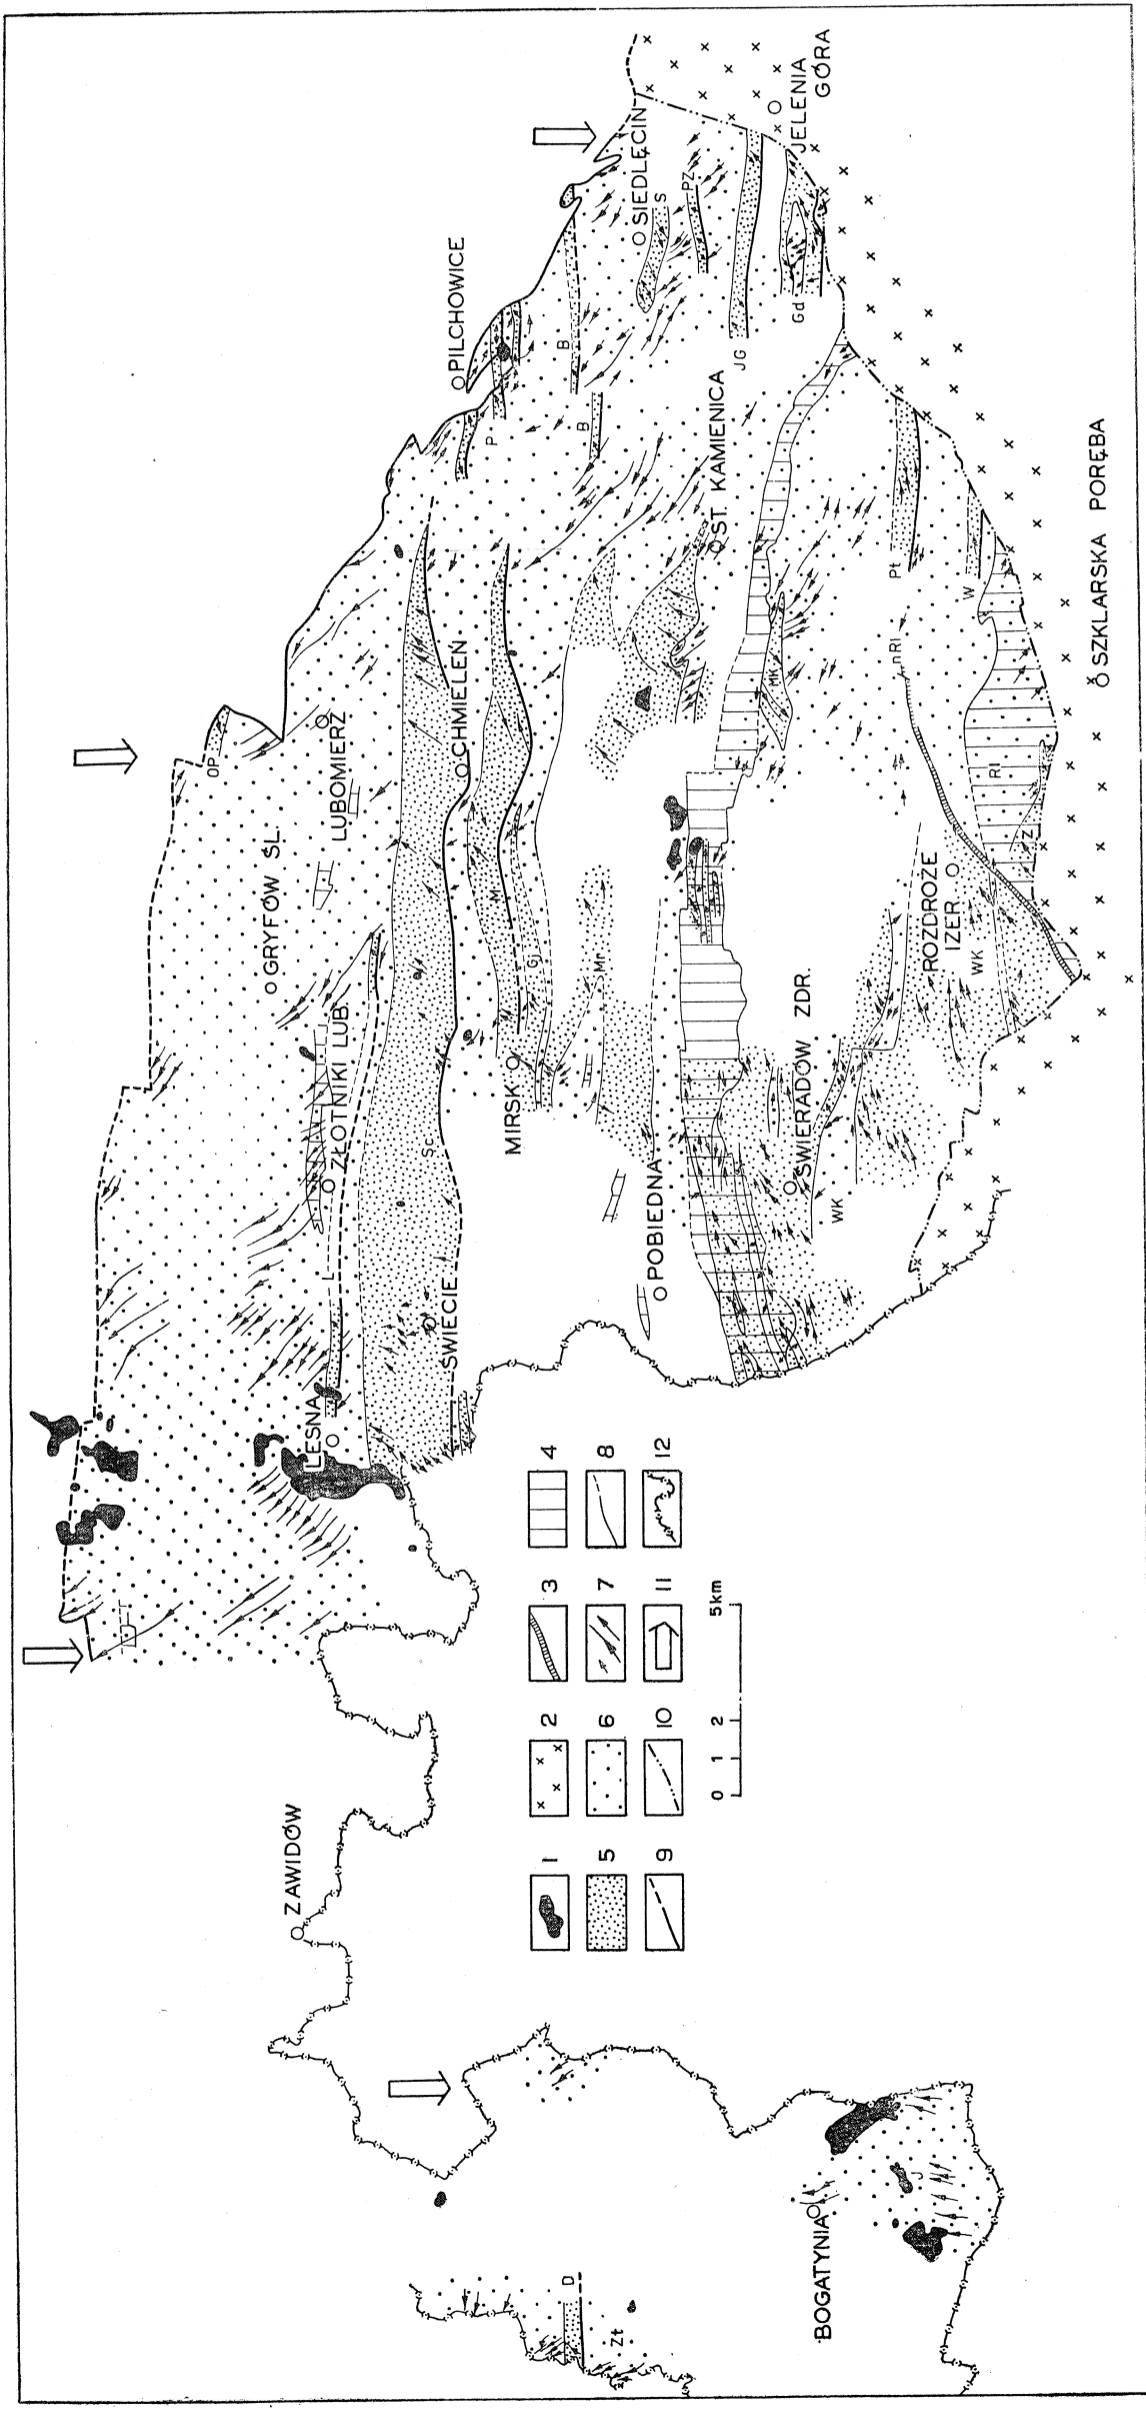 ZAWIDÓW
BOGATYNIA
J
D
Zt
LEŚNA
L
ZŁOTNIKI LUB.
GRYFÓW ŚL.
OP
LUBOMIERZ
ŚWIECIE
Sc
CHMIELEŃ
M
MIRSK
G
Mr
POBIEDNA
ŚWIERADÓW ZDR.
WK
ROZDROŻE
IZER.
WK
PILCHOWICE
P
B
B
SIEDLĘCIN
S
PZ
JG
Gd
JELENIA
GÓRA
ST. KAMIENICA
MK
Pt
nRI
W
RI
Z
SZKLARSKA PORĘBA
1
2
3
4
5
6
7
8
9
10
11
12
0 1 2 5km